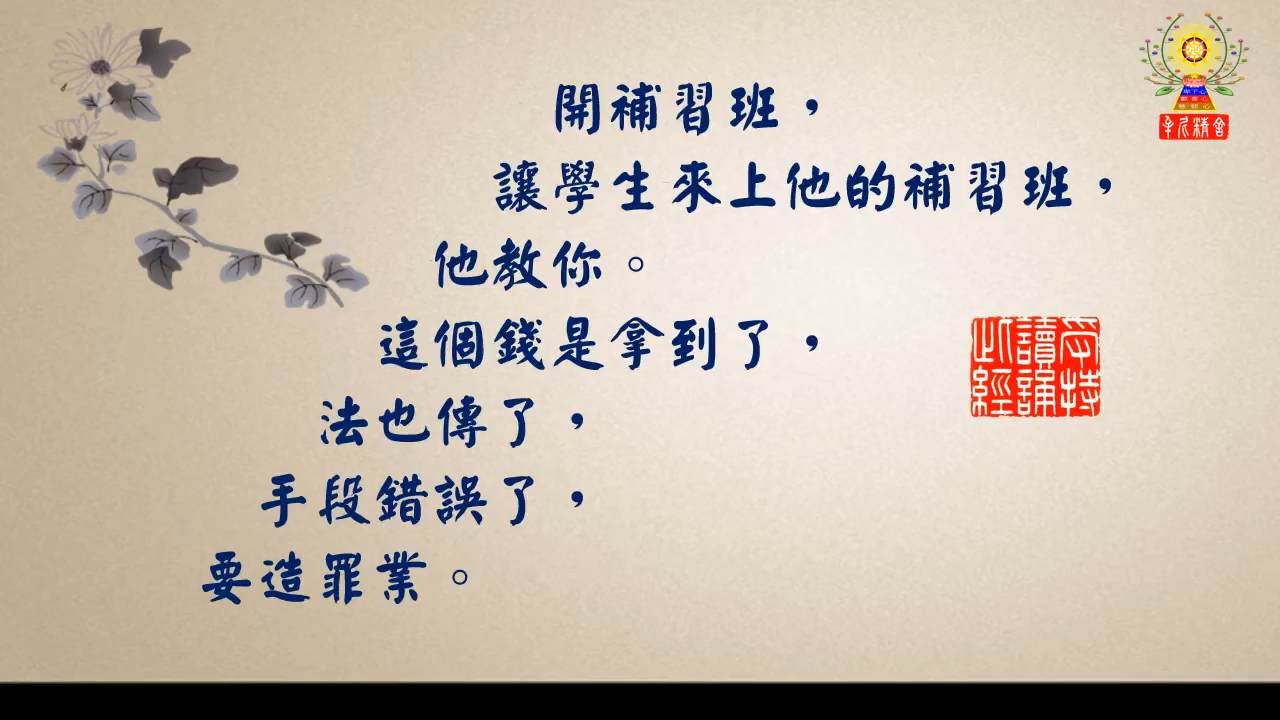 開補習班，
讓學生來上他的補習班，
他教你。
這個錢是拿到了，
法也傳了，
手段錯誤了，
要造罪業。
受持
讀誦
此經